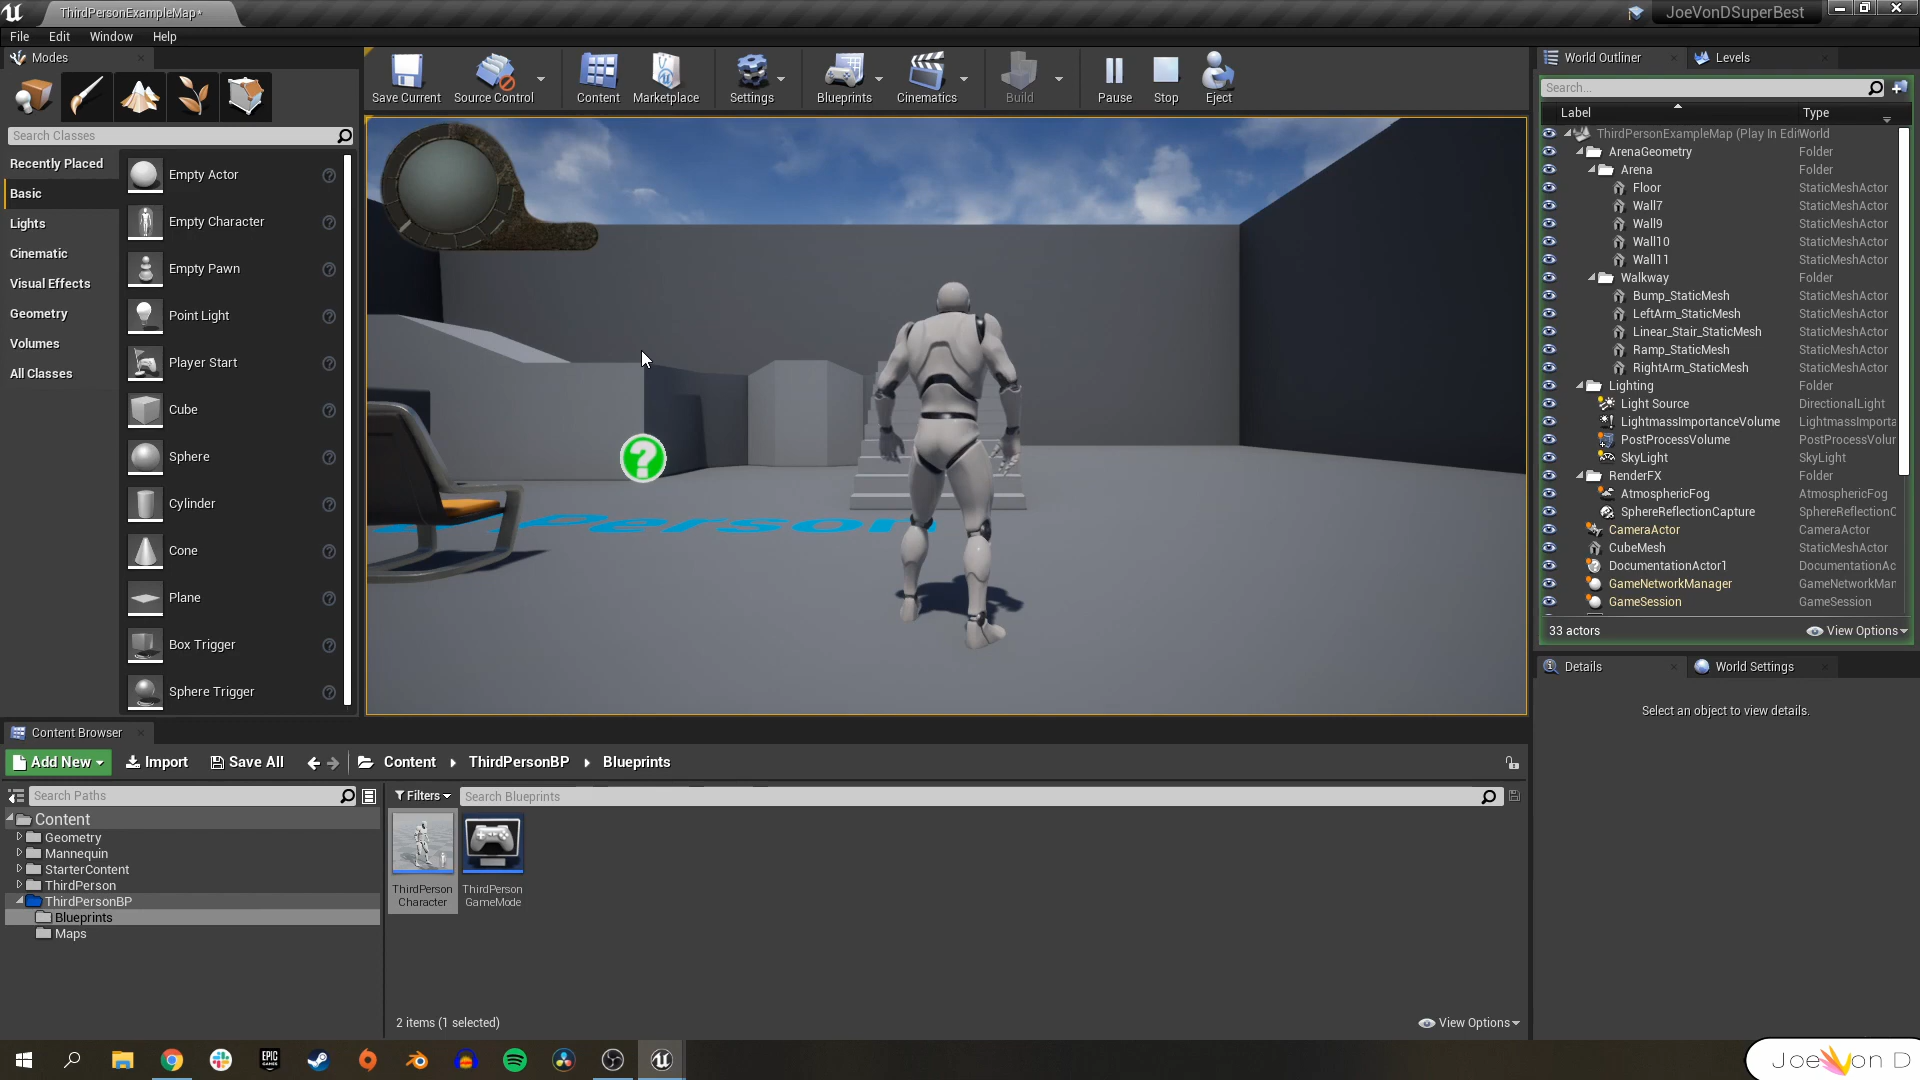 ThirdPersonExampleMap*
JoeVonDSuperBest
File Edit Window Help
Modes
Search Classes
Recently Placed
Basic
Lights
Cinematic
Visual Effects
Geometry
Volumes
All Classes
Empty Actor
Empty Character
Empty Pawn
Point Light
Player Start
Cube
Sphere
Cylinder
Cone
Plane
Box Trigger
Sphere Trigger
Save Current Source Control Content Marketplace Settings Blueprints Cinematics Build Pause Stop Eject
?
person
World Outliner Levels
Search...
Label Type
ThirdPersonExampleMap (Play In Edi World
ArenaGeometry Folder
Arena Folder
Floor StaticMeshActor
Wall7 StaticMeshActor
Wall9 StaticMeshActor
Wall10 StaticMeshActor
Wall11 StaticMeshActor
Walkway Folder
Bump_StaticMesh StaticMeshActor
LeftArm_StaticMesh StaticMeshActor
Linear_Stair_StaticMesh StaticMeshActor
Ramp_StaticMesh StaticMeshActor
RightArm_StaticMesh StaticMeshActor
Lighting Folder
Light Source DirectionalLight
LightmassImportanceVolume LightmassImporta
PostProcessVolume PostProcessVolur
SkyLight SkyLight
RenderFX Folder
AtmosphericFog AtmosphericFog
SphereReflectionCapture SphereReflectionC
CameraActor CameraActor
CubeMesh StaticMeshActor
DocumentationActor1 DocumentationAc
GameNetworkManager GameNetworkMar
GameSession GameSession
33 actors View Options
Details World Settings
Select an object to view details.
Content Browser
Add New Import Save All Content ThirdPersonBP Blueprints
Search Paths
Filters Search Blueprints
Content
Geometry
Mannequin
StarterContent
ThirdPerson
ThirdPersonBP
Blueprints
Maps
ThirdPerson
Character
ThirdPerson
GameMode
2 items (1 selected) View Options
EPIC
GAMES
Joe Von D